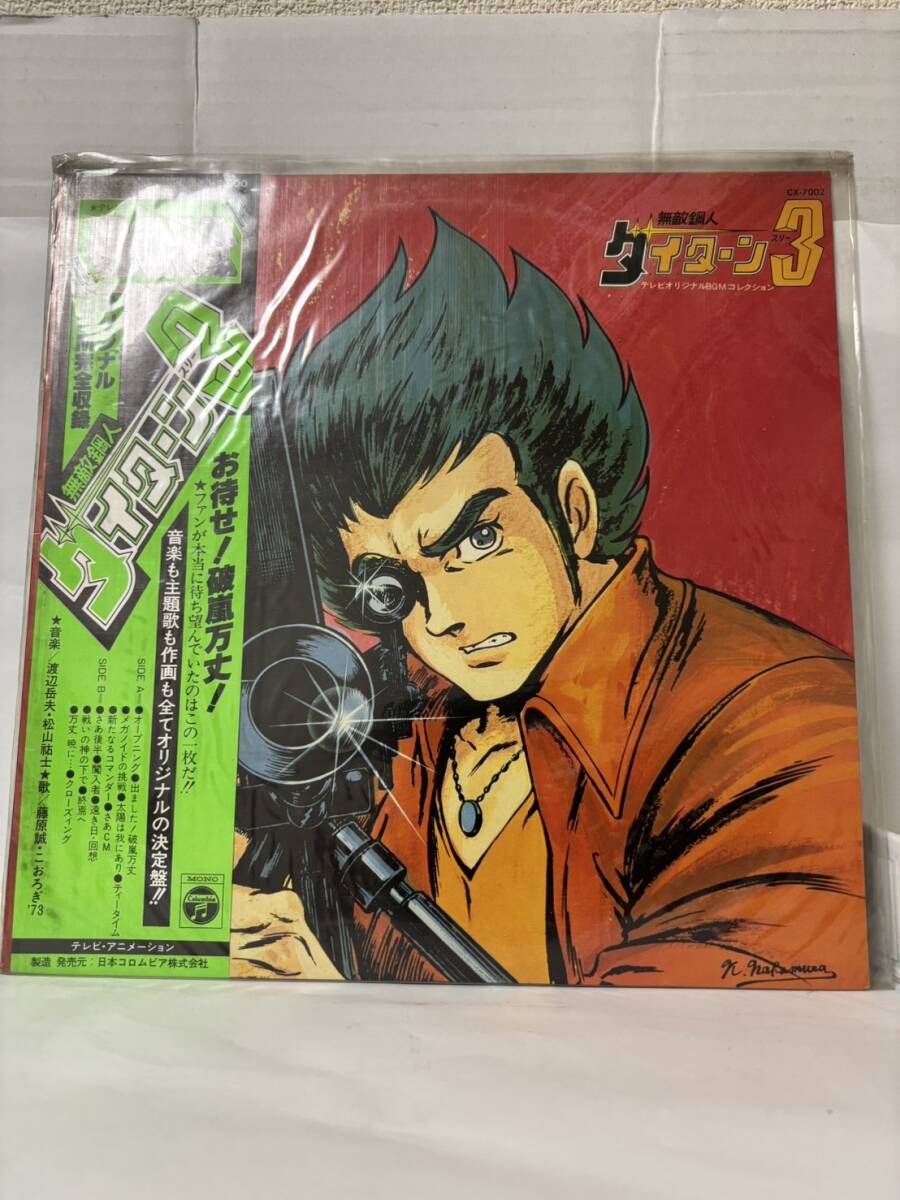 CX-7002
無敵鋼人
ダイターン3
スリー
テレビオリジナルBGMコレクション
無敵鋼人
ダイターン3
スリー
お待せ!破嵐万丈!
★ファンが本当に待ち望んでいたのはこの一枚だ!!
音楽も主題歌も作画も全てオリジナルの決定盤!!
SIDE A=●オープニング●出ました!破嵐万丈
●メガノイドの挑戦●太陽は我にあり●ティータイム
●新たなるコマンダー●さあCM
SIDE B=●さあ後半●闖入者●遠き日・回想
●戦いの神の下で●終焉へ
●万丈 暁に…●クローズイング
★音楽/渡辺岳夫・松山祐士★歌/藤原誠・こおろぎ'73
MONO
Columbia
テレビ・アニメーション
製造 発売元:日本コロムビア株式会社
N. Nakamura